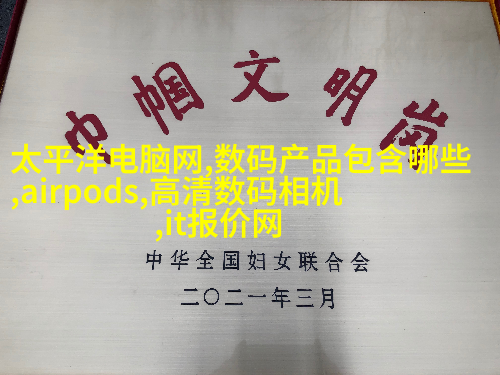 巾帼文明岗
太平洋电脑网,数码产品包含哪些
,airpods,高清数码相机
,it报价网
中华全国妇女联合会
二〇二一年三月